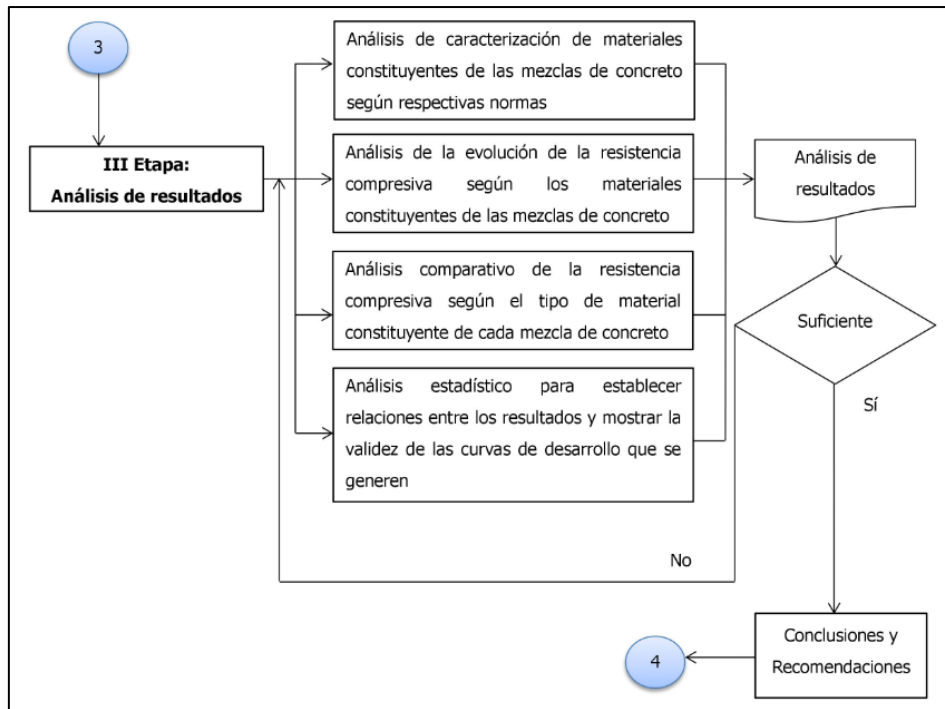 3
III Etapa:
Análisis de resultados
Análisis de caracterización de materiales
constituyentes de las mezclas de concreto
según respectivas normas
Análisis de la evolución de la resistencia
compresiva según los materiales
constituyentes de las mezclas de concreto
Análisis comparativo de la resistencia
compresiva según el tipo de material
constituyente de cada mezcla de concreto
Análisis estadístico para establecer
relaciones entre los resultados y mostrar la
validez de las curvas de desarrollo que se
generen
Análisis de
resultados
Suficiente
Sí
No
Conclusiones y
Recomendaciones
4